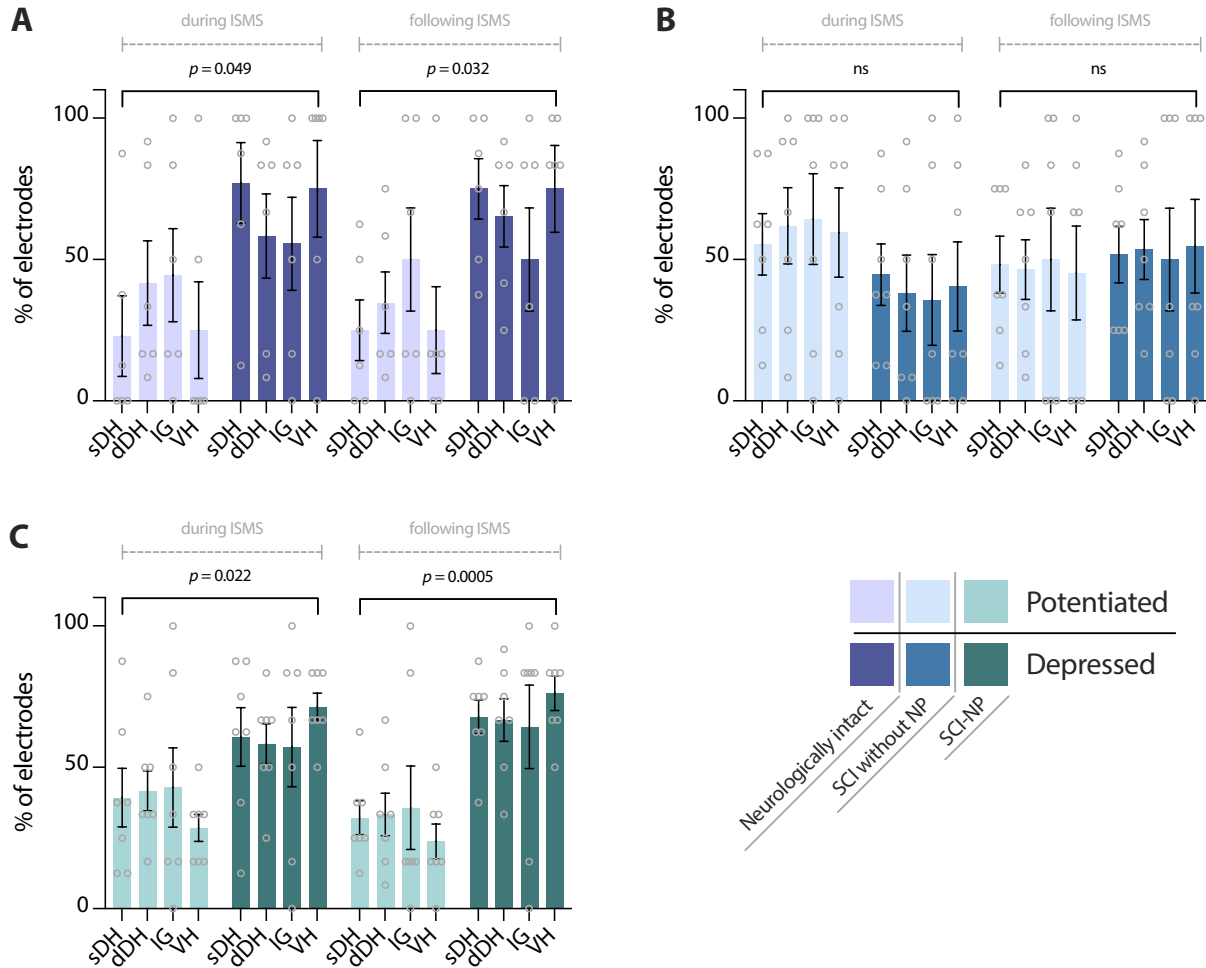 A
during ISMS
following ISMS
p = 0.049
p = 0.032
% of electrodes
100
50
0
sDH
dDH
IG
VH
sDH
dDH
IG
VH
sDH
dDH
IG
VH
sDH
dDH
IG
VH
B
during ISMS
following ISMS
ns
ns
% of electrodes
100
50
0
sDH
dDH
IG
VH
sDH
dDH
IG
VH
sDH
dDH
IG
VH
sDH
dDH
IG
VH
C
during ISMS
following ISMS
p = 0.022
p = 0.0005
% of electrodes
100
50
0
sDH
dDH
IG
VH
sDH
dDH
IG
VH
sDH
dDH
IG
VH
sDH
dDH
IG
VH
Potentiated
Depressed
Neurologically intact
SCI without NP
SCI-NP